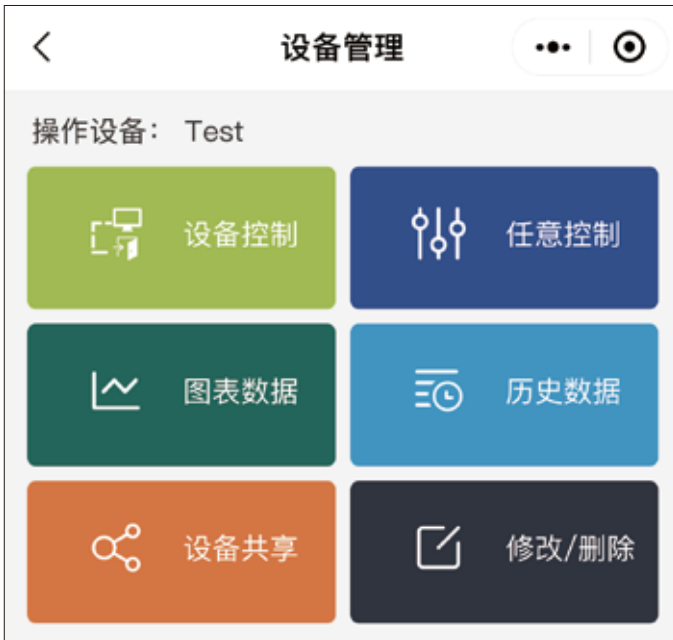 设备管理
操作设备： Test
设备控制
任意控制
图表数据
历史数据
设备共享
修改/删除